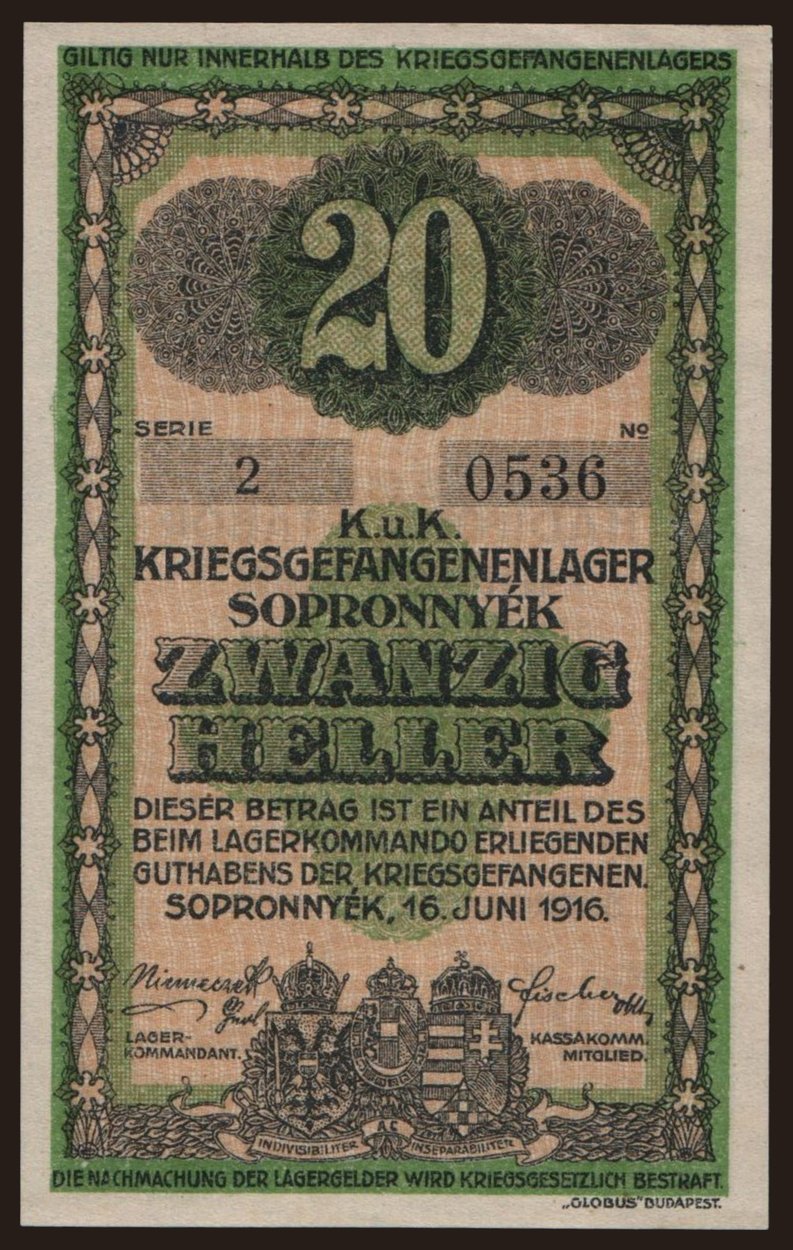 GILTIG NUR INNERHALB DES KRIEGSGEFANGENENLAGERS
20
SERIE Nº
2 0536
K.u.K.
KRIEGSGEFANGENENLAGER
SOPRONNYÉK
ZWANZIG
HELLER
DIESER BETRAG IST EIN ANTEIL DES
BEIM LAGERKOMMANDO ERLIEGENDEN
GUTHABENS DER KRIEGSGEFANGENEN.
SOPRONNYÉK, 16. JUNI 1916.
Fischer
LAGER-
KOMMANDANT.
KASSAKOMM.
MITGLIED.
INDIVISIBILITER AC INSEPARABILITER
DIE NACHMACHUNG DER LAGERGELDER WIRD KRIEGSGESETZLICH BESTRAFT.
„GLOBUS" BUDAPEST.